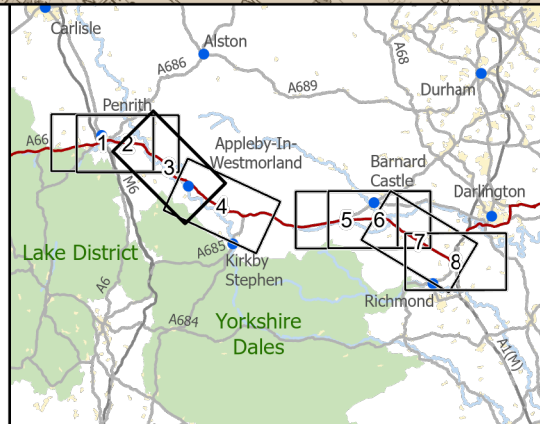 Carlisle
Alston
A686
A68
A689
Durham
Penrith
A66
1
2
3
Appleby-In-
Westmorland
Barnard
Castle
Darlington
M6
4
5
6
7
8
Lake District
A685
Kirkby
Stephen
Richmond
A6
A684
Yorkshire
Dales
A1(M)